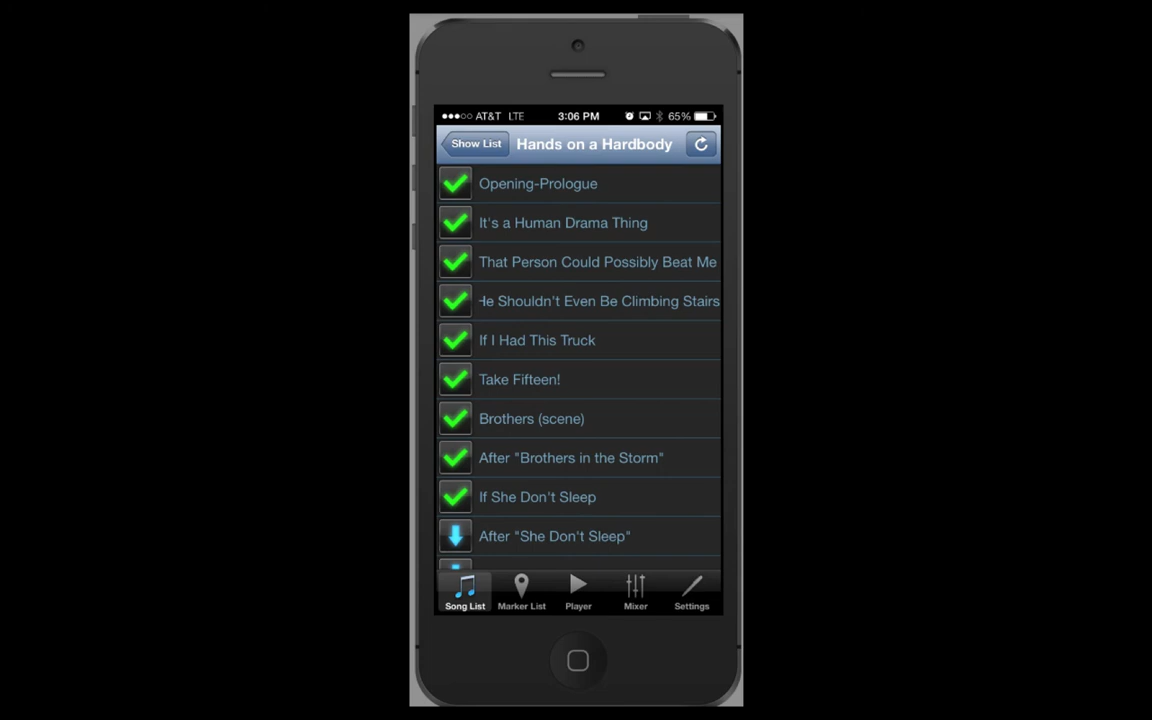 ●●●○○ AT&T LTE 3:06 PM 65%
Show List Hands on a Hardbody
Opening-Prologue
It's a Human Drama Thing
That Person Could Possibly Beat Me
He Shouldn't Even Be Climbing Stairs
If I Had This Truck
Take Fifteen!
Brothers (scene)
After "Brothers in the Storm"
If She Don't Sleep
After "She Don't Sleep"
Song List Marker List Player Mixer Settings